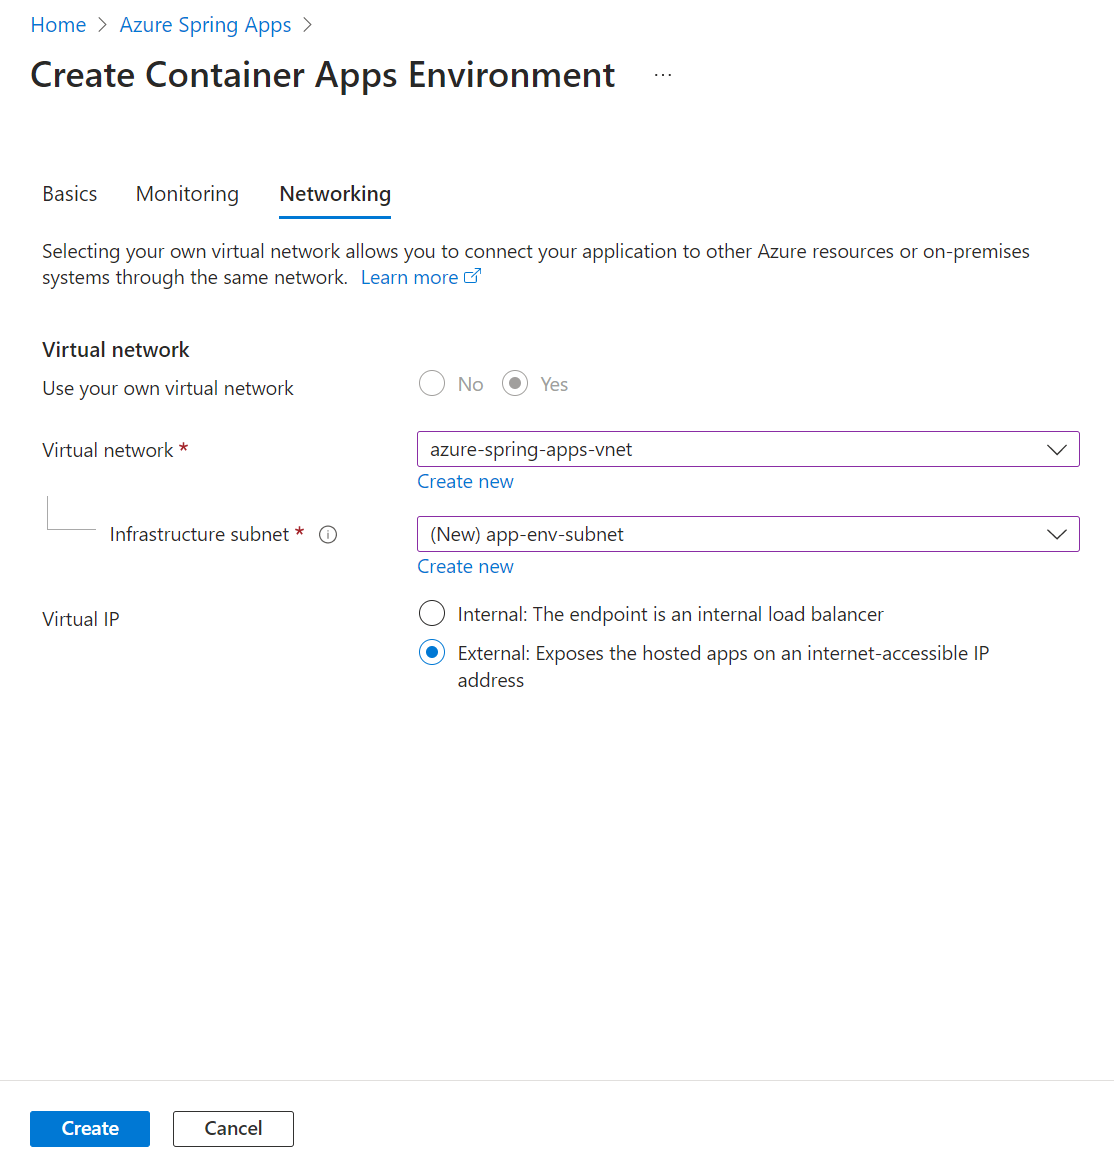 Home > Azure Spring Apps >
Create Container Apps Environment ...
Basics Monitoring Networking
Selecting your own virtual network allows you to connect your application to other Azure resources or on-premises
systems through the same network. Learn more
Virtual network
Use your own virtual network No Yes
Virtual network * azure-spring-apps-vnet
Create new
Infrastructure subnet * (New) app-env-subnet
Create new
Virtual IP Internal: The endpoint is an internal load balancer
External: Exposes the hosted apps on an internet-accessible IP
address
Create Cancel